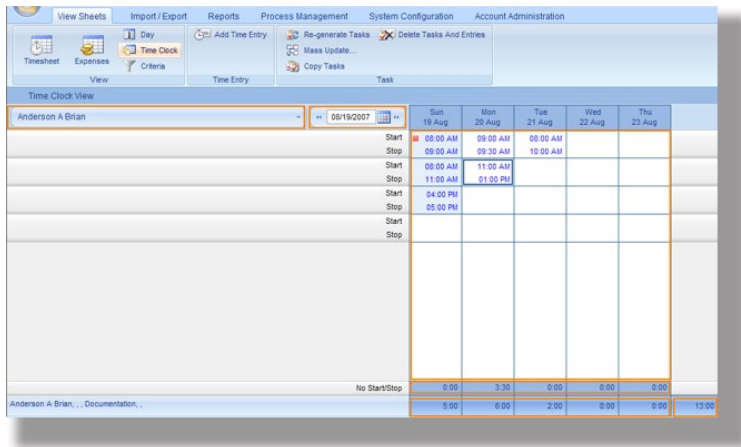 View Sheets Import / Export Reports Process Management System Configuration Account Administration
Day Add Time Entry Re-generate Tasks Delete Tasks And Entries
Timesheet Expenses Time Clock Mass Update...
Criteria Copy Tasks
View Time Entry Task
Time Clock View
Anderson A Brian 08/19/2007 Sun Mon Tue Wed Thu
19 Aug 20 Aug 21 Aug 22 Aug 23 Aug
Start 08:00 AM 09:00 AM 08:00 AM
Stop 09:00 AM 09:30 AM 10:00 AM
Start 08:00 AM 11:00 AM
Stop 11:00 AM 01:00 PM
Start 04:00 PM
Stop 05:00 PM
Start
Stop
No Start/Stop 0:00 3:30 0:00 0:00 0:00
Anderson A Brian, , , Documentation, , 5:00 6:00 2:00 0:00 0:00 13:00